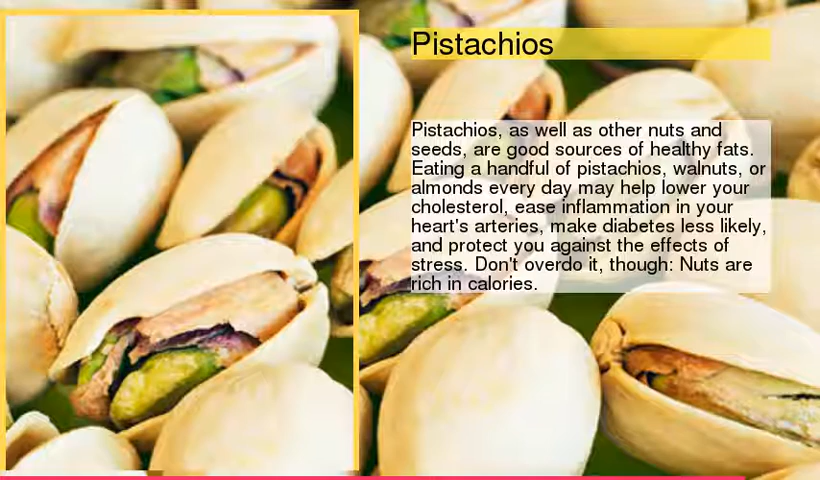 Pistachios
Pistachios, as well as other nuts and
seeds, are good sources of healthy fats.
Eating a handful of pistachios, walnuts, or
almonds every day may help lower your
cholesterol, ease inflammation in your
heart's arteries, make diabetes less likely,
and protect you against the effects of
stress. Don't overdo it, though: Nuts are
rich in calories.